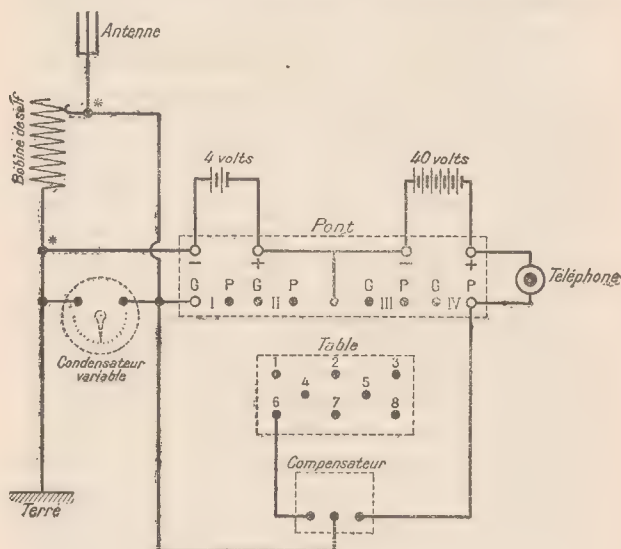 Antenne
Bobine de self
4 volts
40 volts
Pont
− + − +
G P G P G P G P
I II III IV
Téléphone
Condensateur
variable
Table
1 2 3
4 5
6 7 8
Compensateur
Terre